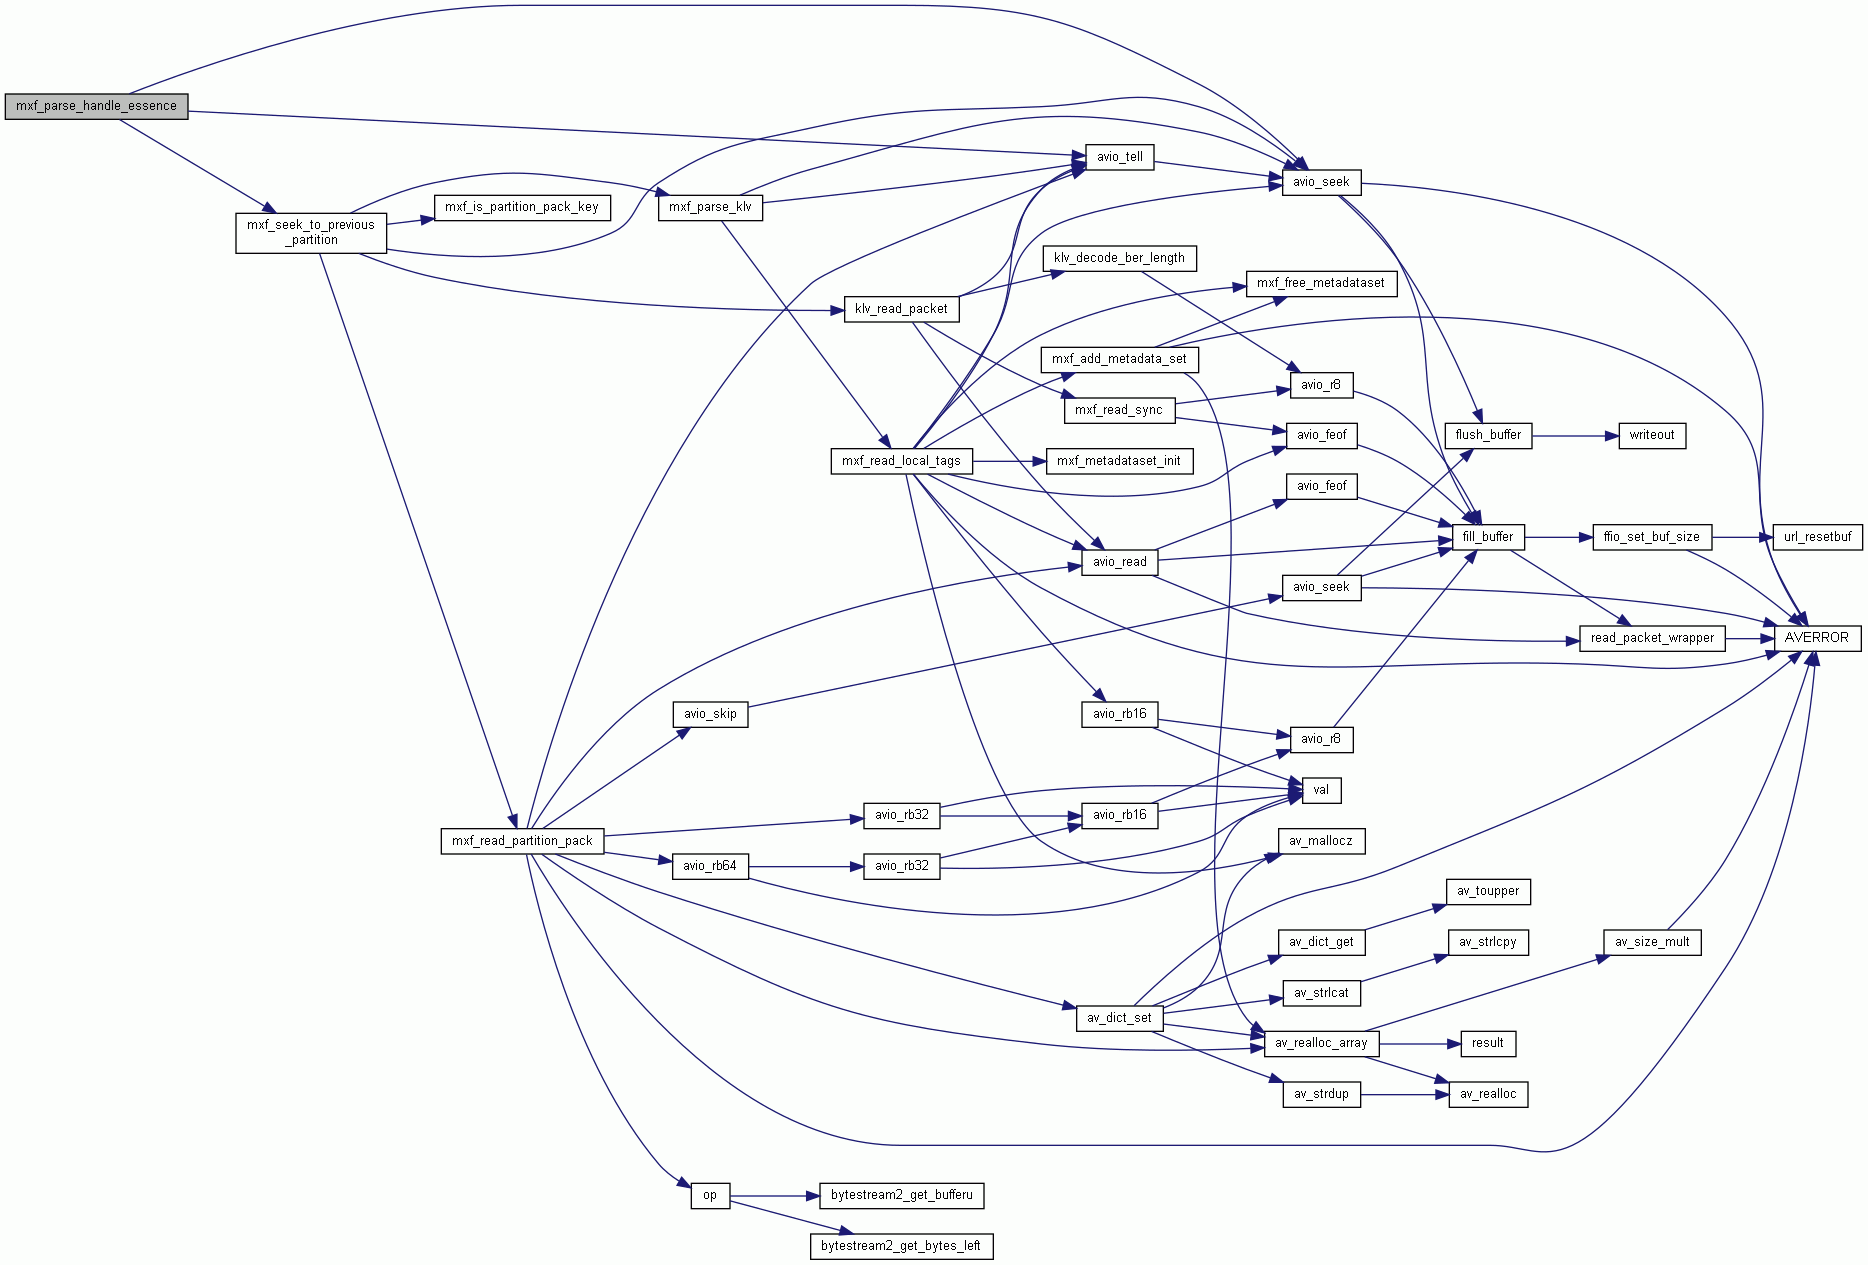 mxf_parse_handle_essence
avio_tell
avio_seek
mxf_is_partition_pack_key
mxf_parse_klv
mxf_seek_to_previous
_partition
klv_decode_ber_length
mxf_free_metadataset
klv_read_packet
mxf_add_metadata_set
avio_r8
mxf_read_sync
avio_feof
flush_buffer
writeout
mxf_read_local_tags
mxf_metadataset_init
avio_feof
fill_buffer
ffio_set_buf_size
url_resetbuf
avio_read
avio_seek
read_packet_wrapper
AVERROR
avio_skip
avio_rb16
avio_r8
val
avio_rb32
avio_rb16
mxf_read_partition_pack
av_mallocz
avio_rb64
avio_rb32
av_toupper
av_dict_get
av_strlcpy
av_size_mult
av_strlcat
av_dict_set
av_realloc_array
result
av_strdup
av_realloc
op
bytestream2_get_bufferu
bytestream2_get_bytes_left